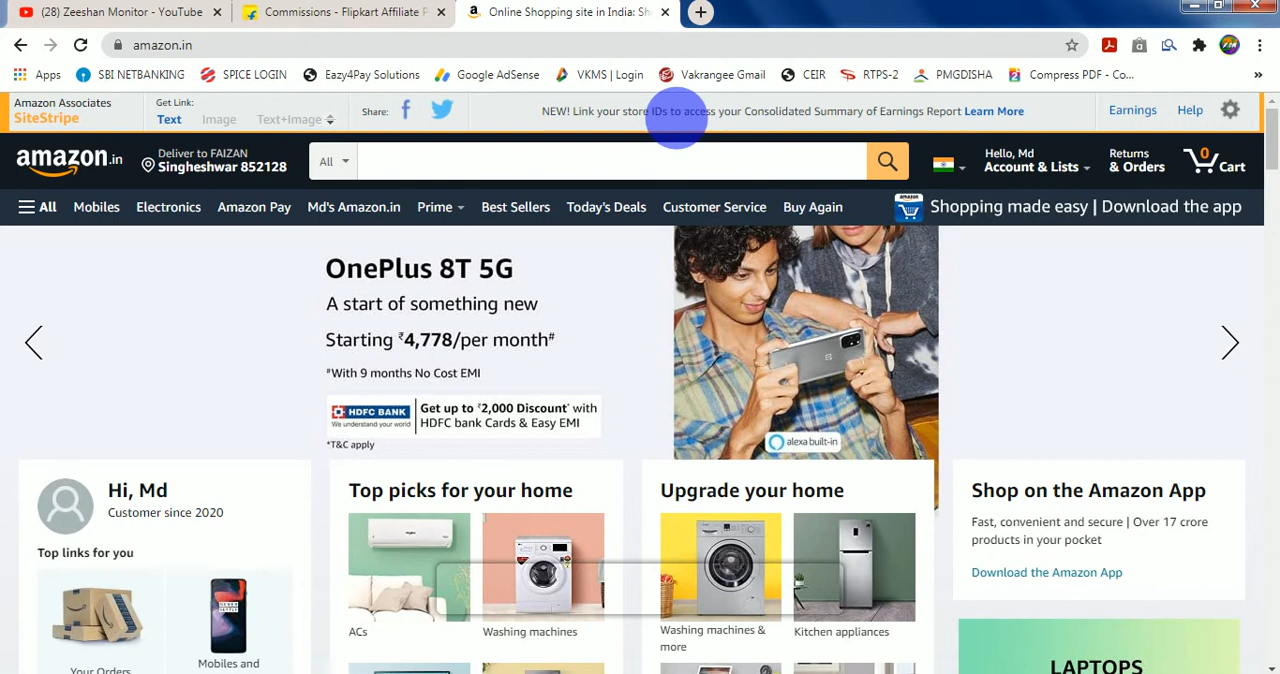 (28) Zeeshan Monitor - YouTube
Commissions - Flipkart Affiliate P
Online Shopping site in India: Sh
amazon.in
Apps
SBI NETBANKING
SPICE LOGIN
Eazy4Pay Solutions
Google AdSense
VKMS | Login
Vakrangee Gmail
CEIR
RTPS-2
PMGDISHA
Compress PDF - Co...
»
Amazon Associates
SiteStripe
Get Link:
Text
Image
Text+Image
Share:
NEW! Link your store IDs to access your Consolidated Summary of Earnings Report Learn More
Earnings
Help
amazon.in
Deliver to FAIZAN
Singheshwar 852128
All
Hello, Md
Account & Lists
Returns
& Orders
0
Cart
All
Mobiles
Electronics
Amazon Pay
Md's Amazon.in
Prime
Best Sellers
Today's Deals
Customer Service
Buy Again
amazon
Shopping made easy | Download the app
OnePlus 8T 5G
A start of something new
Starting ₹4,778/per month#
#With 9 months No Cost EMI
HDFC BANK
We understand your world
Get up to ₹2,000 Discount* with
HDFC bank Cards & Easy EMI
*T&C apply
alexa built-in
Hi, Md
Customer since 2020
Top links for you
Your Orders
Mobiles and
Top picks for your home
ACs
Washing machines
Upgrade your home
Washing machines &
more
Kitchen appliances
Shop on the Amazon App
Fast, convenient and secure | Over 17 crore
products in your pocket
Download the Amazon App
LAPTOPS